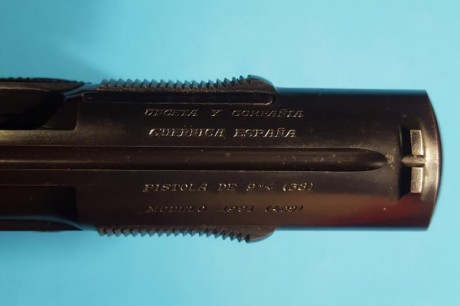 UNCETA Y COMPAÑIA
GUERNICA ESPAÑA
PISTOLA DE 9ᵐ/ₘ (38)
MODELO 1921 (400)